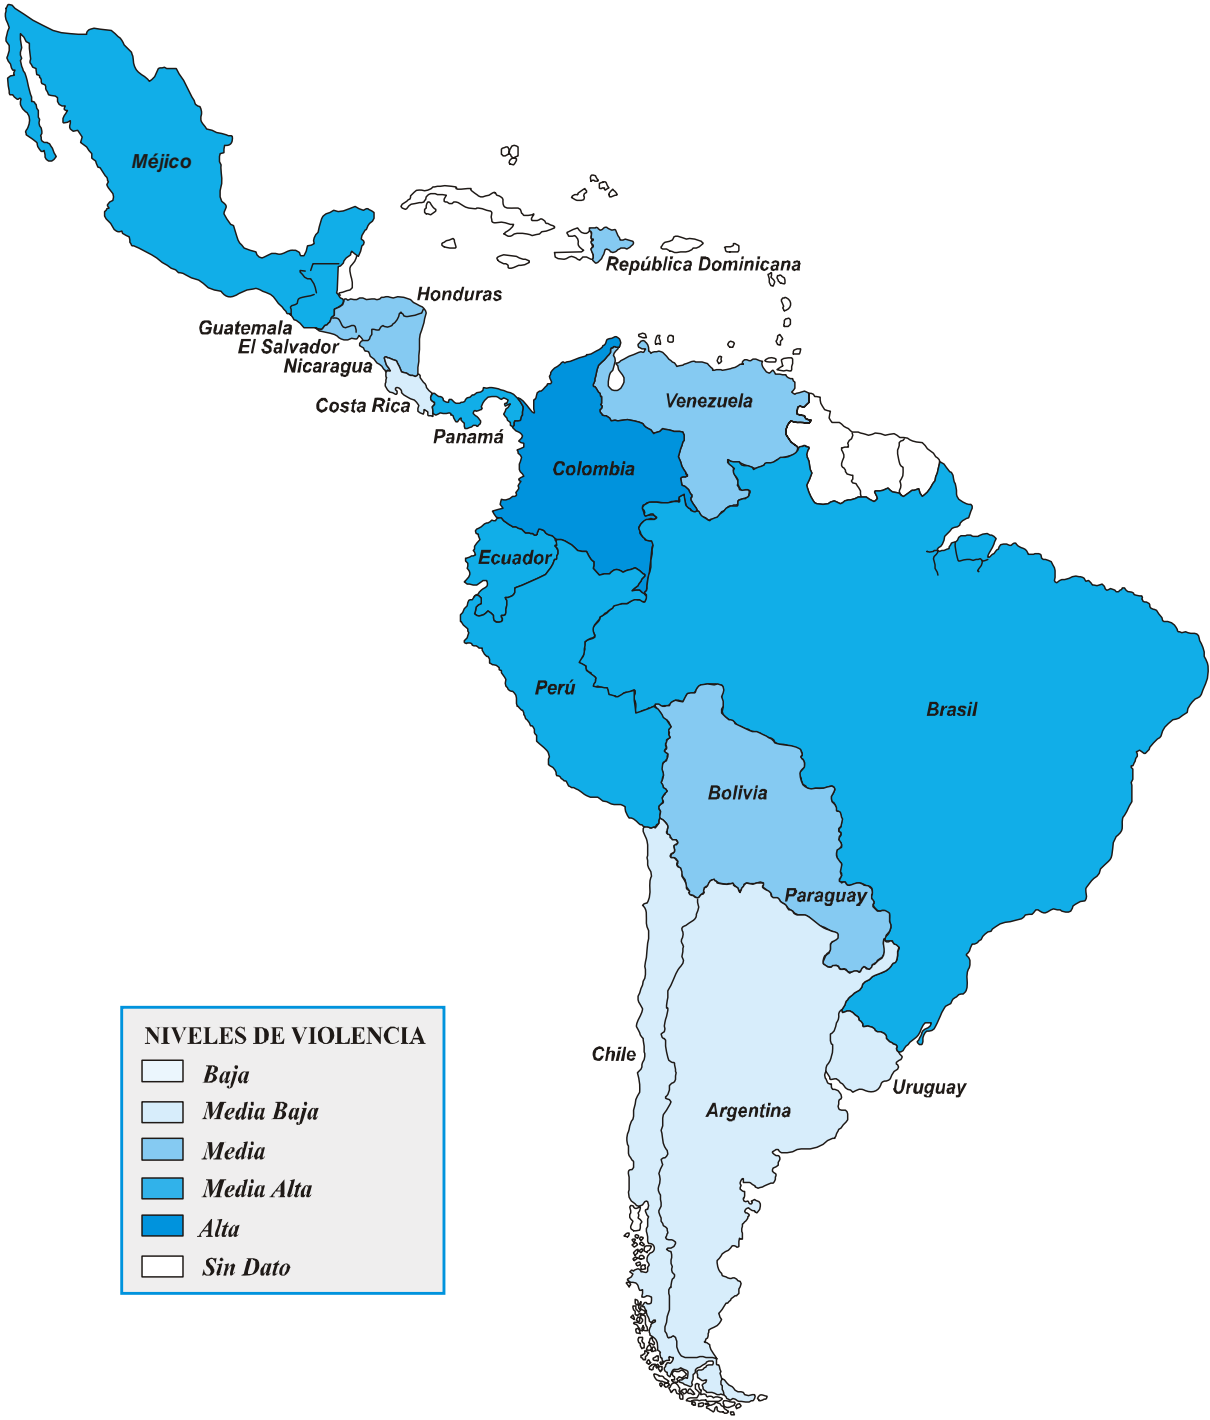 Méjico
República Dominicana
Honduras
Guatemala
El Salvador
Nicaragua
Costa Rica
Panamá
Venezuela
Colombia
Ecuador
Perú
Brasil
Bolivia
Paraguay
Chile
Uruguay
Argentina
NIVELES DE VIOLENCIA
Baja
Media Baja
Media
Media Alta
Alta
Sin Dato